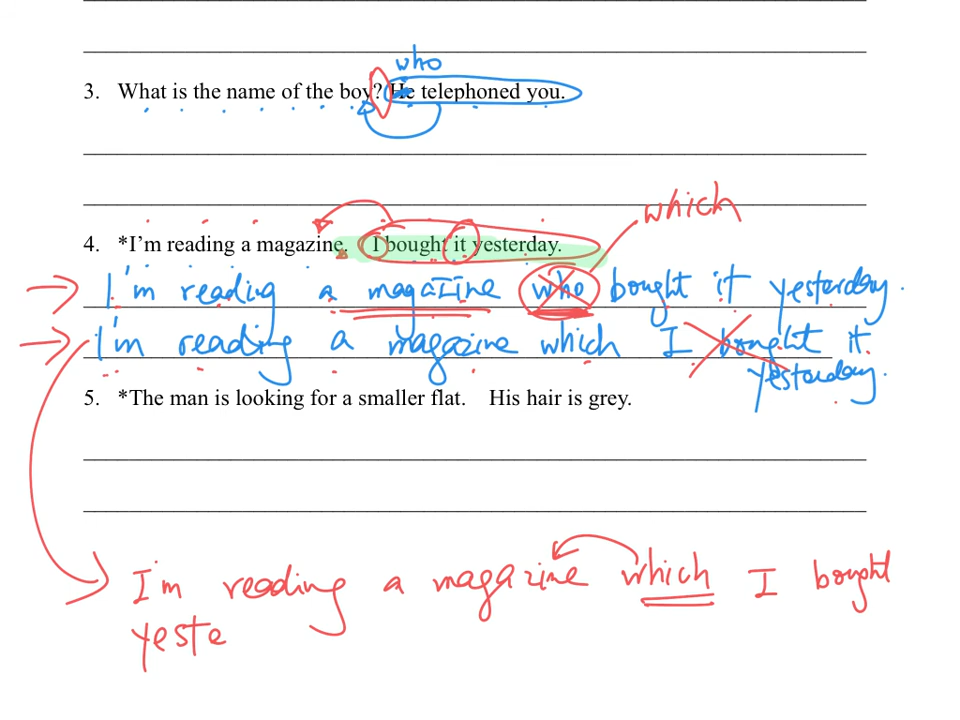 who
3. What is the name of the boy? He telephoned you.
which
4. *I'm reading a magazine. I bought it yesterday.
I'm reading a magazine who bought it yesterday.
I'm reading a magazine which I bought it.
yesterday.
5. *The man is looking for a smaller flat. His hair is grey.
I'm reading a magazine which I bought
yeste